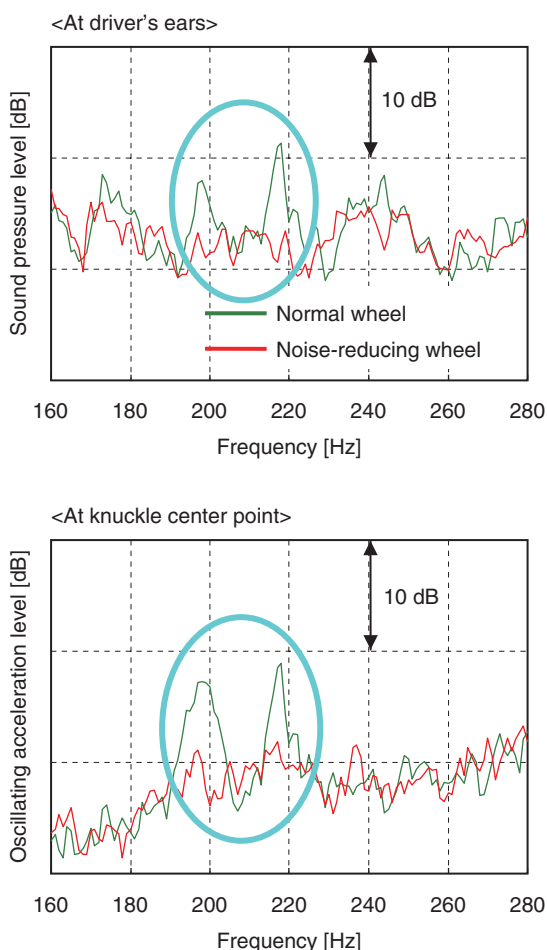 <At driver's ears>
Sound pressure level [dB]
10 dB
Normal wheel
Noise-reducing wheel
160 180 200 220 240 260 280
Frequency [Hz]
<At knuckle center point>
Oscillating acceleration level [dB]
10 dB
160 180 200 220 240 260 280
Frequency [Hz]